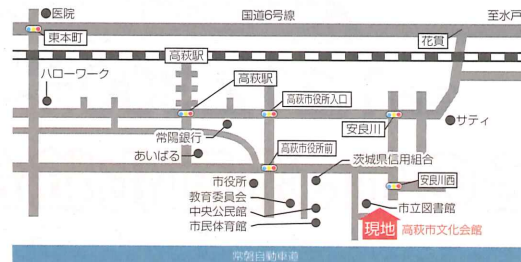 医院
国道6号線
至水戸
東本町
花貫
高萩駅
ハローワーク
高萩駅
高萩市役所入口
サティ
常陽銀行
安良川
あいぱる
高萩市役所前
茨城県信用組合
市役所
安良川西
教育委員会
中央公民館
市立図書館
市民体育館
現地
高萩市文化会館
常磐自動車道